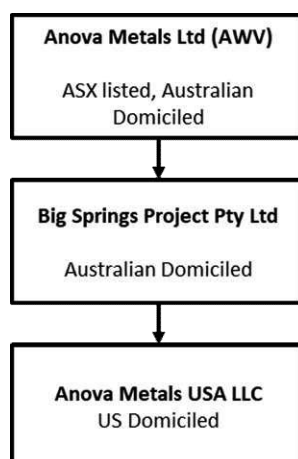 Anova Metals Ltd (AWV)
ASX listed, Australian
Domiciled
Big Springs Project Pty Ltd
Australian Domiciled
Anova Metals USA LLC
US Domiciled